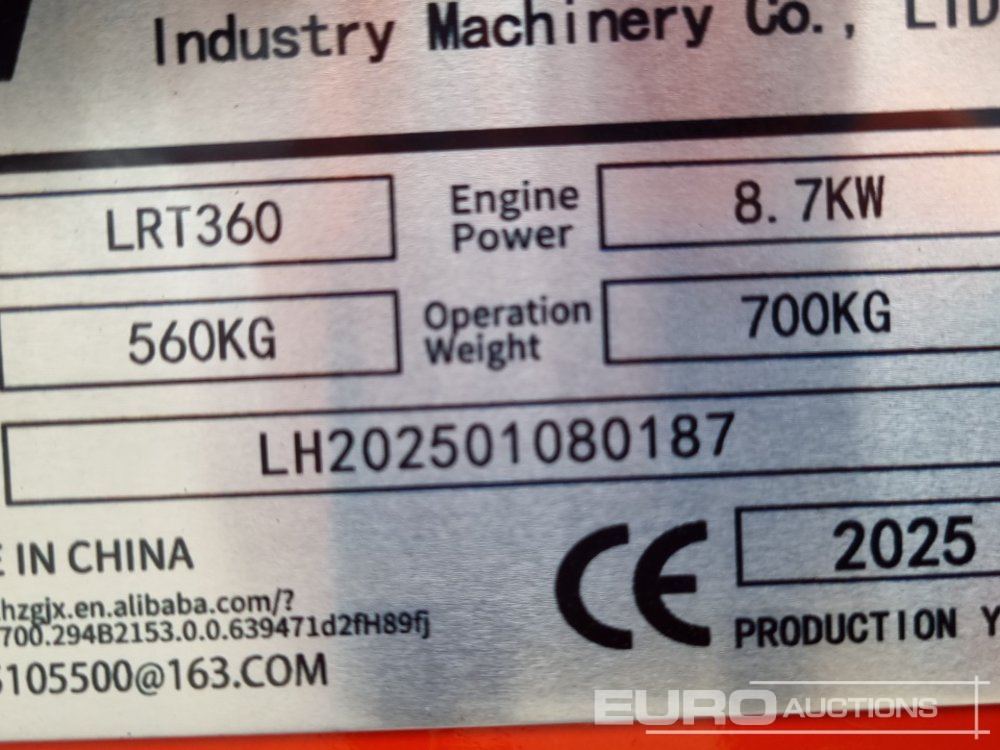 Industry Machinery Co., LTD
LRT360 Engine Power 8.7KW
560KG Operation Weight 700KG
LH202501080187
IN CHINA
2025
hzgjx.en.alibaba.com/?
700.294B2153.0.0.639471d2fH89fj
PRODUCTION
5105500@163.COM
EURO AUCTIONS